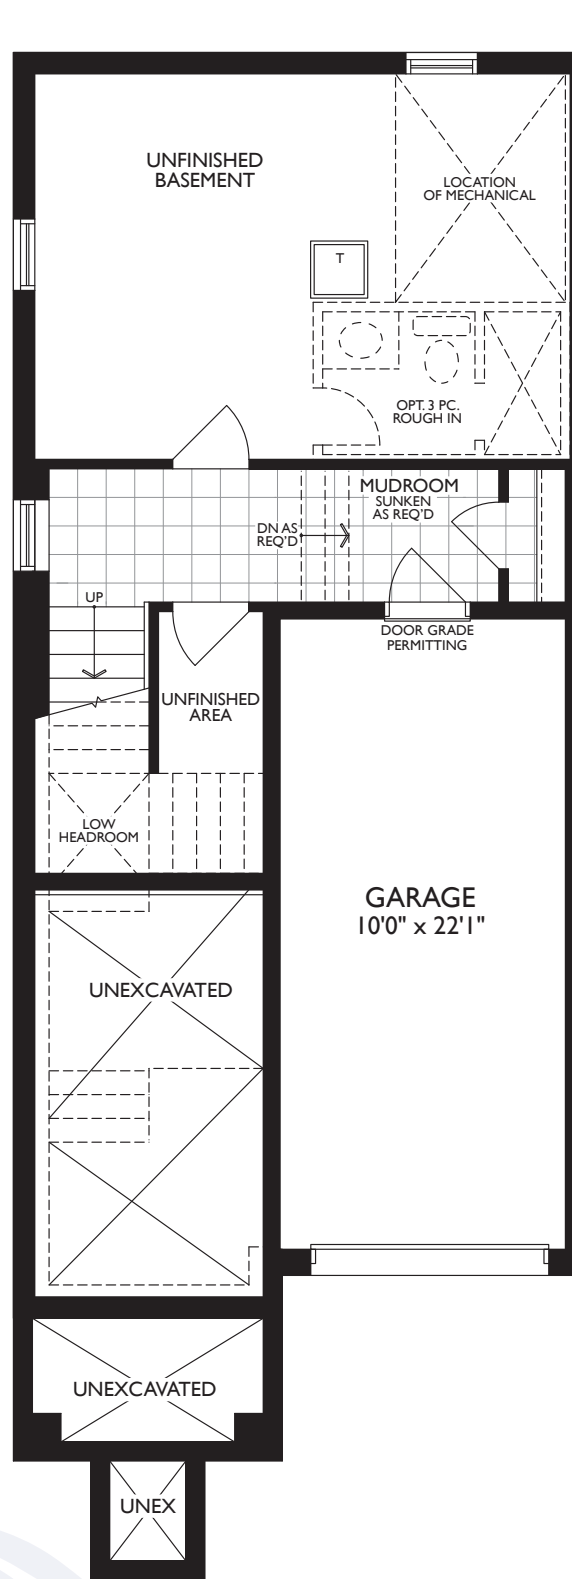 UNFINISHED
BASEMENT
LOCATION
OF MECHANICAL
T
OPT. 3 PC.
ROUGH IN
MUDROOM
SUNKEN
AS REQ'D
DN AS
REQ'D
UP
DOOR GRADE
PERMITTING
UNFINISHED
AREA
LOW
HEADROOM
GARAGE
10'0" x 22'1"
UNEXCAVATED
UNEXCAVATED
UNEX